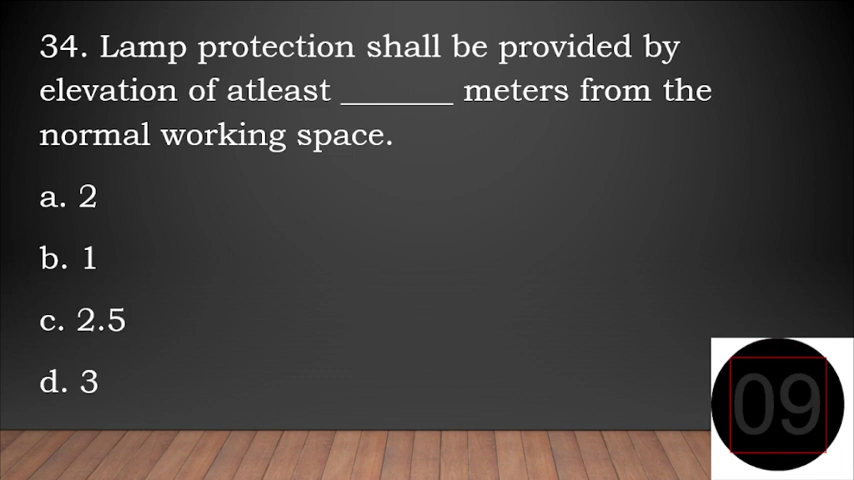 34. Lamp protection shall be provided by
elevation of atleast _______ meters from the
normal working space.
a. 2
b. 1
c. 2.5
d. 3
09